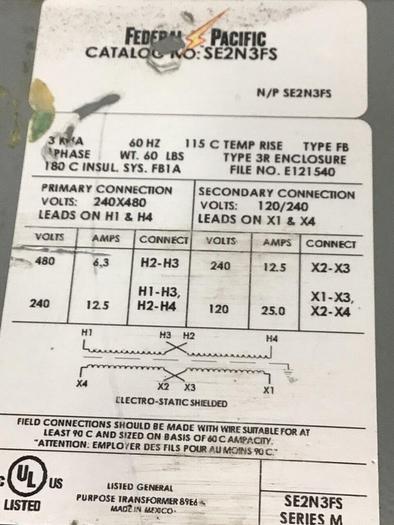 FEDERAL PACIFIC
CATALOG NO: SE2N3FS
N/P SE2N3FS
3 KVA 60 HZ 115 C TEMP RISE TYPE FB
1PHASE WT. 60 LBS TYPE 3R ENCLOSURE
180 C INSUL. SYS. FB1A FILE NO. E121540
PRIMARY CONNECTION SECONDARY CONNECTION
VOLTS: 240X480 VOLTS: 120/240
LEADS ON H1 & H4 LEADS ON X1 & X4
VOLTS AMPS CONNECT VOLTS AMPS CONNECT
480 6.3 H2-H3 240 12.5 X2-X3
240 12.5 H1-H3, H2-H4 120 25.0 X1-X3, X2-X4
H1 H3 H2 H4
X4 X2 X3 X1
ELECTRO-STATIC SHIELDED
FIELD CONNECTIONS SHOULD BE MADE WITH WIRE SUITABLE FOR AT
LEAST 90 C AND SIZED ON BASIS OF 60 C AMPACITY.
"ATTENTION: EMPLOYER DES FILS POUR AU MOINS 90 C."
C UL US
LISTED
LISTED GENERAL
PURPOSE TRANSFORMER 89E6
MADE IN MEXICO
SE2N3FS
SERIES M